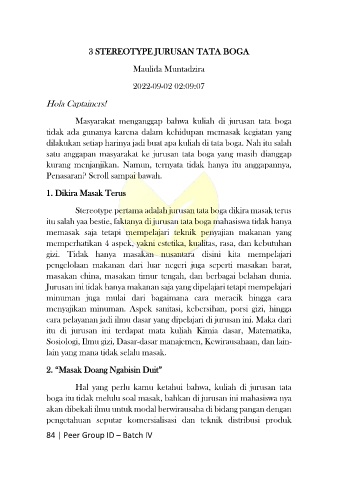 3 STEREOTYPE JURUSAN TATA BOGA
Maulida Muntadzira
2022-09-02 02:09:07
Hola Captainers!
Masyarakat menganggap bahwa kuliah di jurusan tata boga
tidak ada gunanya karena dalam kehidupan memasak kegiatan yang
dilakukan setiap harinya jadi buat apa kuliah di tata boga. Nah itu salah
satu anggapan masyarakat ke jurusan tata boga yang masih dianggap
kurang menjanjikan. Namun, ternyata tidak hanya itu anggapannya,
Penasaran? Scroll sampai bawah.
1. Dikira Masak Terus
Stereotype pertama adalah jurusan tata boga dikira masak terus
itu salah yaa bestie, faktanya di jurusan tata boga mahasiswa tidak hanya
memasak saja tetapi mempelajari teknik penyajian makanan yang
memperhatikan 4 aspek, yakni estetika, kualitas, rasa, dan kebutuhan
gizi. Tidak hanya masakan nusantara disini kita mempelajari
pengelolaan makanan dari luar negeri juga seperti masakan barat,
masakan china, masakan timur tengah, dan berbagai belahan dunia.
Jurusan ini tidak hanya makanan saja yang dipelajari tetapi mempelajari
minuman juga mulai dari bagaimana cara meracik hingga cara
menyajikan minuman. Aspek sanitasi, kebersihan, porsi gizi, hingga
cara pelayanan jadi ilmu dasar yang dipelajari di jurusan ini. Maka dari
itu di jurusan ini terdapat mata kuliah Kimia dasar, Matematika,
Sosiologi, Ilmu gizi, Dasar-dasar manajemen, Kewirausahaan, dan lain-
lain yang mana tidak selalu masak.
2. “Masak Doang Ngabisin Duit”
Hal yang perlu kamu ketahui bahwa, kuliah di jurusan tata
boga itu tidak melulu soal masak, bahkan di jurusan ini mahasiswa nya
akan dibekali ilmu untuk modal berwirausaha di bidang pangan dengan
pengetahuan seputar komersialisasi dan teknik distribusi produk
84 | Peer Group ID – Batch IV